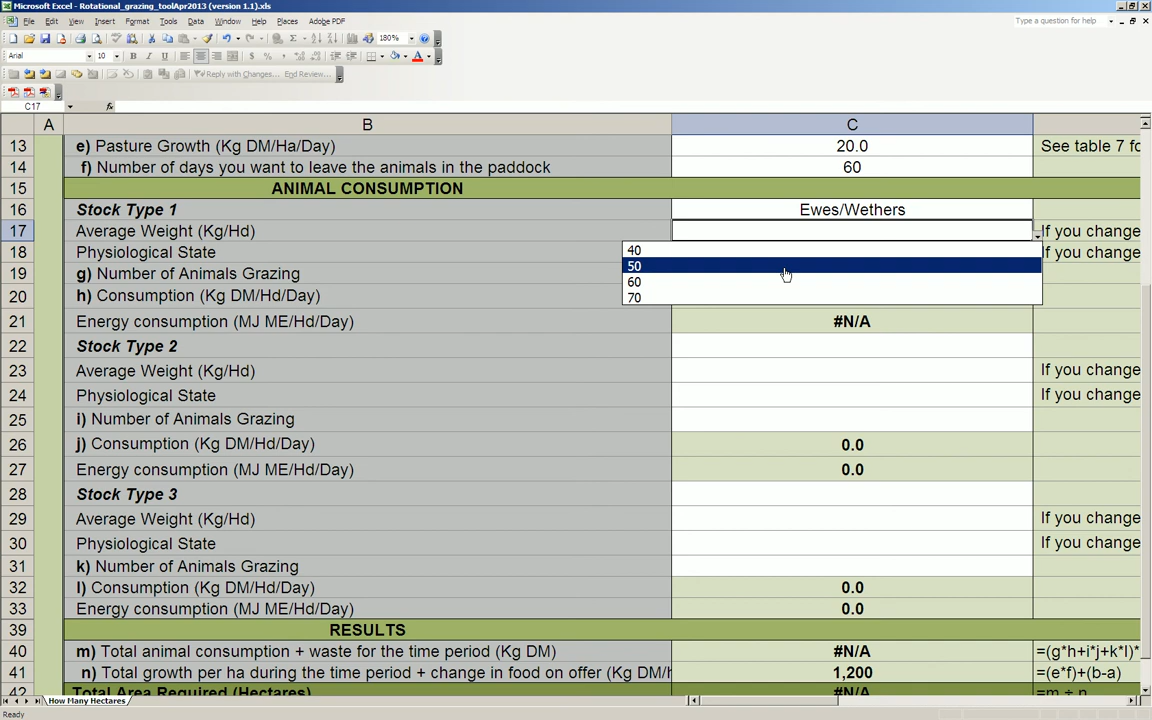 Microsoft Excel - Rotational_grazing_toolApr2013 (version 1.1).xls
File Edit View Insert Format Tools Data Window Help Places Adobe PDF
Type a question for help
180%
Arial 10 B I U
Reply with Changes... End Review...
C17 fx
A B C
13 e) Pasture Growth (Kg DM/Ha/Day) 20.0 See table 7 fo
14 f) Number of days you want to leave the animals in the paddock 60
15 ANIMAL CONSUMPTION
16 Stock Type 1 Ewes/Wethers
17 Average Weight (Kg/Hd) If you change
18 Physiological State If you change
40
50
60
70
19 g) Number of Animals Grazing
20 h) Consumption (Kg DM/Hd/Day)
21 Energy consumption (MJ ME/Hd/Day) #N/A
22 Stock Type 2
23 Average Weight (Kg/Hd) If you change
24 Physiological State If you change
25 i) Number of Animals Grazing
26 j) Consumption (Kg DM/Hd/Day) 0.0
27 Energy consumption (MJ ME/Hd/Day) 0.0
28 Stock Type 3
29 Average Weight (Kg/Hd) If you change
30 Physiological State If you change
31 k) Number of Animals Grazing
32 l) Consumption (Kg DM/Hd/Day) 0.0
33 Energy consumption (MJ ME/Hd/Day) 0.0
39 RESULTS
40 m) Total animal consumption + waste for the time period (Kg DM) #N/A =(g*h+i*j+k*l)*
41 n) Total growth per ha during the time period + change in food on offer (Kg DM/h 1,200 =(e*f)+(b-a)
42 Total Area Required (Hectares) #N/A =m ÷ n
How Many Hectares
Ready